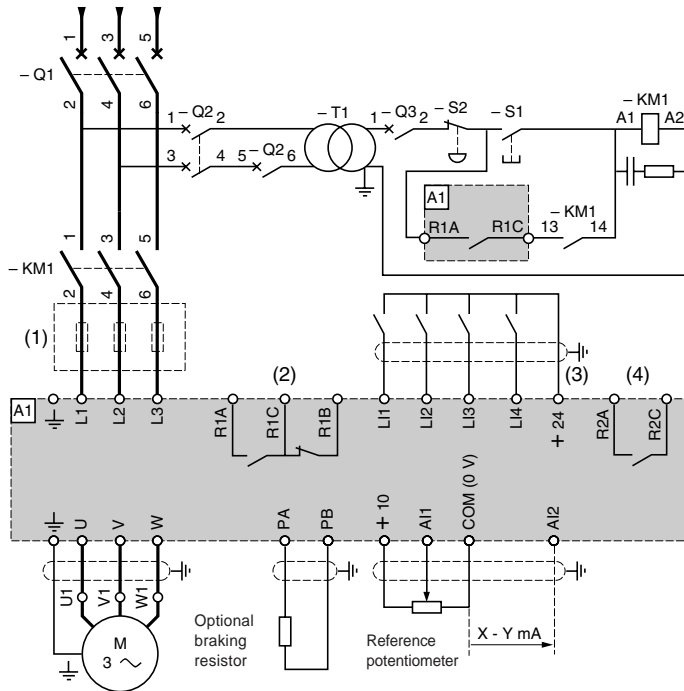 1 3 5
– Q1
2 4 6
1 – Q2 2
– T1
1 – Q3 2
– S2
– S1
– KM1
A1 A2
3 4 5 – Q2 6
A1
R1A R1C
– KM1
13 14
1 3 5
– KM1
2 4 6
(1)
(2)
(3)
(4)
A1
L1 L2 L3
R1A R1C R1B
LI1 LI2 LI3 LI4 + 24
R2A R2C
U V W
PA PB
+ 10 AI1 COM (0 V) AI2
U1 V1 W1
M
3
Optional
braking
resistor
Reference
potentiometer
X - Y mA